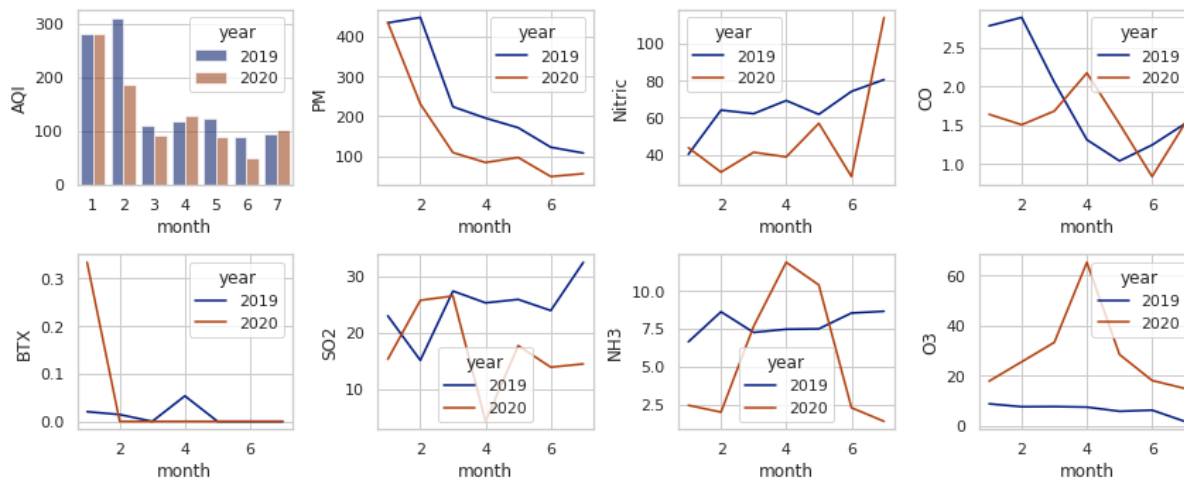 AQI
300
200
100
0
1 2 3 4 5 6 7
month
year
2019
2020
PM
400
300
200
100
2 4 6
month
year
2019
2020
Nitric
100
80
60
40
2 4 6
month
year
2019
2020
CO
2.5
2.0
1.5
1.0
2 4 6
month
year
2019
2020
BTX
0.3
0.2
0.1
0.0
2 4 6
month
year
2019
2020
SO2
30
20
10
2 4 6
month
year
2019
2020
NH3
10.0
7.5
5.0
2.5
2 4 6
month
year
2019
2020
O3
60
40
20
0
2 4 6
month
year
2019
2020